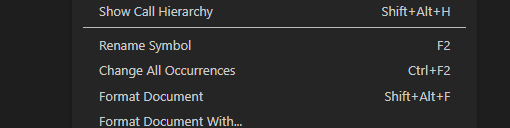 Show Call Hierarchy Shift+Alt+H
Rename Symbol F2
Change All Occurrences Ctrl+F2
Format Document Shift+Alt+F
Format Document With...